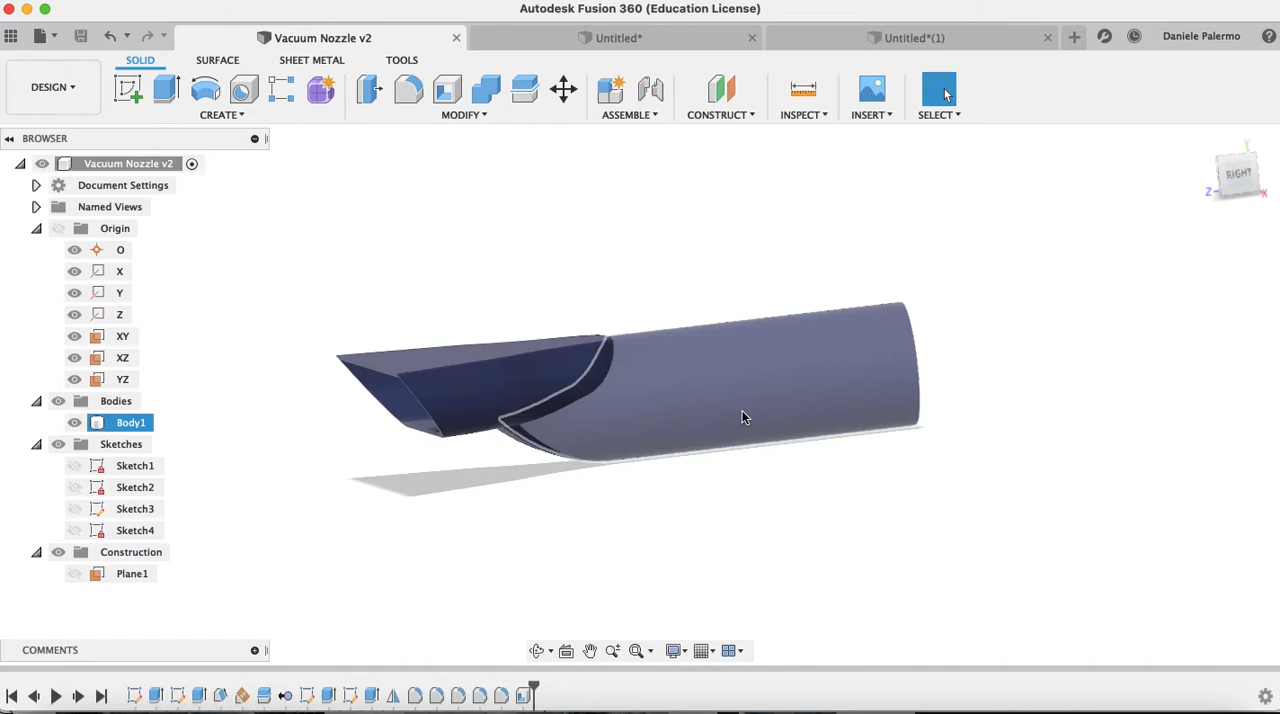 Autodesk Fusion 360 (Education License)
Vacuum Nozzle v2
Untitled*
Untitled*(1)
Daniele Palermo
DESIGN
SOLID
SURFACE
SHEET METAL
TOOLS
CREATE
MODIFY
ASSEMBLE
CONSTRUCT
INSPECT
INSERT
SELECT
BROWSER
Vacuum Nozzle v2
Document Settings
Named Views
Origin
O
X
Y
Z
XY
XZ
YZ
Bodies
Body1
Sketches
Sketch1
Sketch2
Sketch3
Sketch4
Construction
Plane1
Y
RIGHT
Z
X
COMMENTS